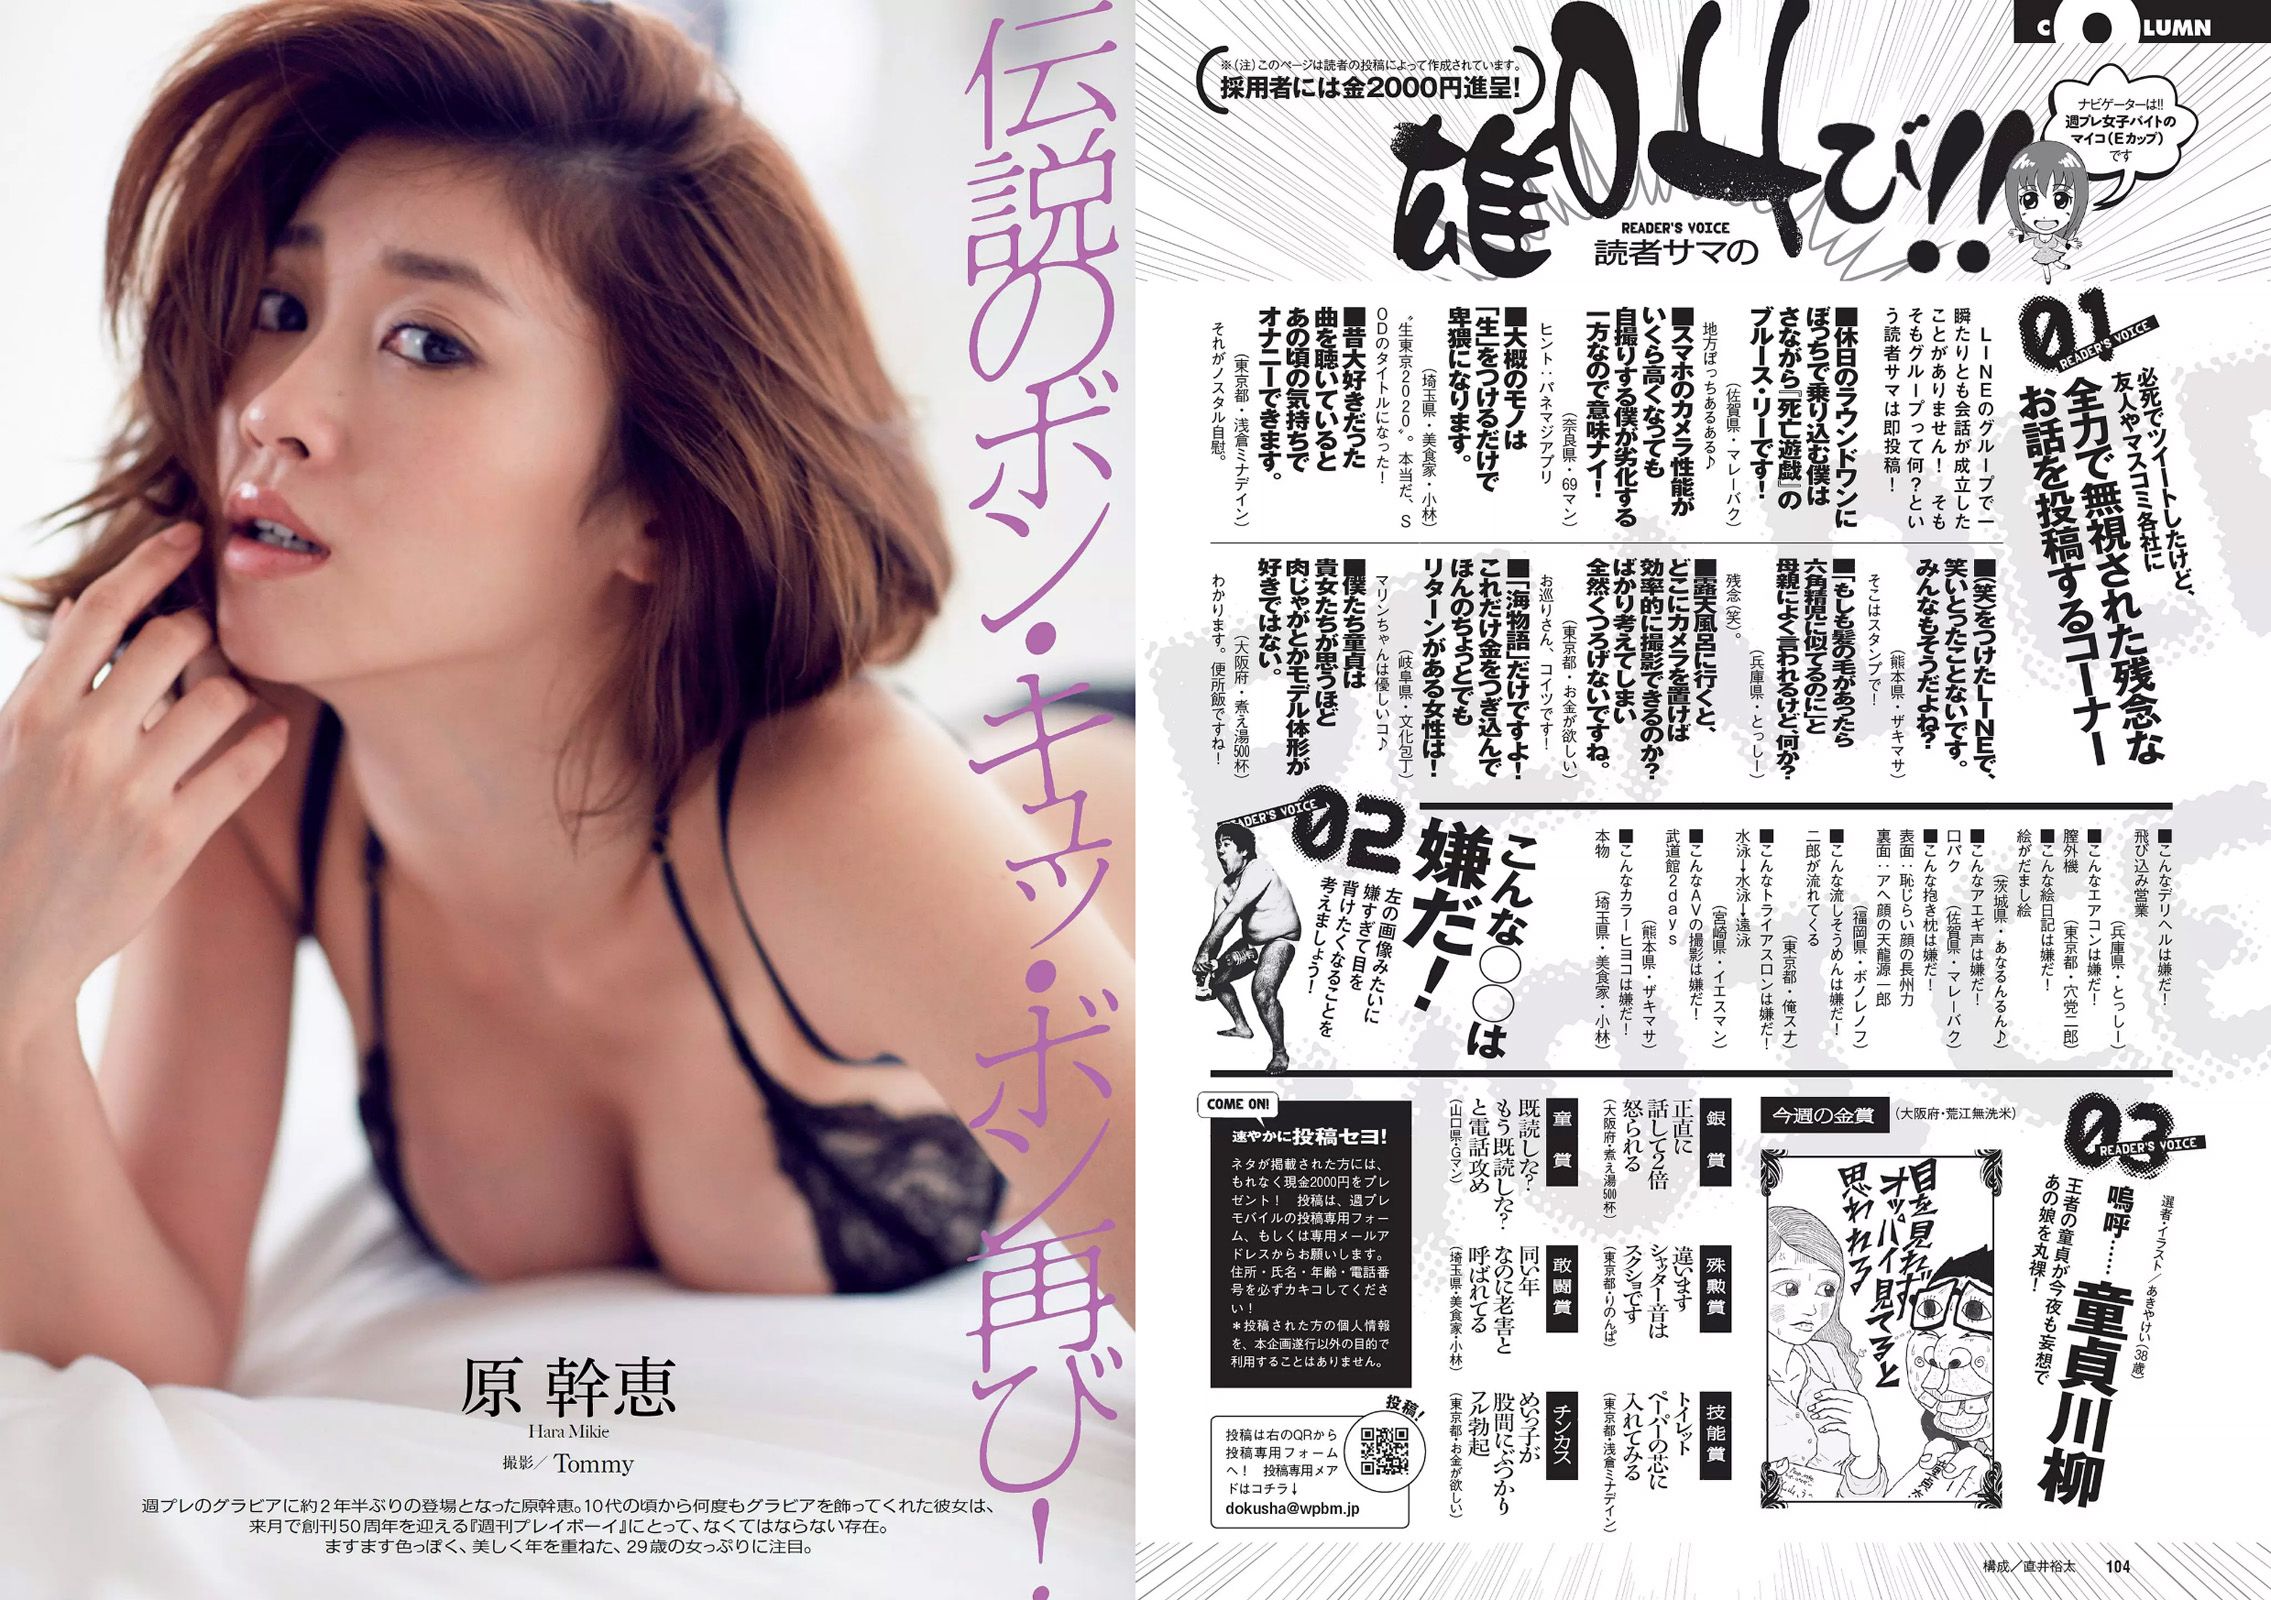 伝説のボン・キュッ・ボン再び!
原 幹恵
Hara Mikie
撮影／Tommy
週プレのグラビアに約2年半ぶりの登場となった原幹恵。10代の頃から何度もグラビアを飾ってくれた彼女は、
来月で創刊50周年を迎える『週刊プレイボーイ』にとって、なくてはならない存在。
ますます色っぽく、美しく年を重ねた、29歳の女っぷりに注目。
COLUMN
※(注)このページは読者の投稿によって作成されています。
採用者には金2000円進呈!
READER'S VOICE
読者サマの
雄叫び!!
ナビゲーターは!!
週プレ女子バイトの
マイコ(Eカップ)
です
01
READER'S VOICE
必死でツイートしたけど、
友人やマスコミ各社に
全力で無視された残念な
お話を投稿するコーナー
LINEのグループで一
瞬たりとも会話が成立した
ことがありません! そも
そもグループって何?とい
う読者サマは即投稿!
■休日のラウンドワンに
ぼっちで乗り込む僕は
さながら『死亡遊戯』の
ブルース・リーです!
(佐賀県・マレーバク)
地方ぼっちあるある♪
■スマホのカメラ性能が
いくら高くなっても
自撮りする僕が劣化する
一方なので意味ナイ!
(奈良県・69マン)
ヒント:バネマジアプリ
■大概のモノは
「生」をつけるだけで
卑猥になります。
(埼玉県・美食家・小林)
〝生東京2020〟。本当だ、S
ODのタイトルになった!
■昔大好きだった
曲を聴いていると
あの頃の気持ちで
オナニーできます。
(東京都・浅倉ミナデイン)
それがノスタル自慰。
■(笑)をつけたLINEで、
笑いとったことないです。
みんなもそうだよね?
(熊本県・ザキマサ)
そこはスタンプで!
■「もしも髪の毛があったら
六角精児に似てるのに」と
母親によく言われるけど、何か?
(兵庫県・とっしー)
残念(笑)。
■露天風呂に行くと、
どこにカメラを置けば
効率的に撮影できるのか?
ばかり考えてしまい
全然くつろげないですね。
(東京都・お金が欲しい)
お巡りさん、コイツです!
■「海物語」だけですよ!
これだけ金をつぎ込んで
ほんのちょっとでも
リターンがある女性は!
(岐阜県・文化包丁)
マリンちゃんは優しいコ♪
■僕たち童貞は
貴女たちが思うほど
肉じゃがとかモデル体形が
好きではない。
(大阪府・煮え湯500杯)
わかります。便所飯ですね!
READER'S VOICE
02
こんな〇〇は
嫌だ!
左の画像みたいに
嫌すぎて目を
背けたくなることを
考えましょう!
■こんなデリヘルは嫌だ!
飛び込み営業
(兵庫県・とっしー)
■こんなエアコンは嫌だ!
膣外機
(東京都・穴党二郎)
■こんな絵日記は嫌だ!
絵がだまし絵
(茨城県・あなるんるん♪)
■こんなアエギ声は嫌だ!
口パク
(佐賀県・マレーバク)
■こんな抱き枕は嫌だ!
表面:恥じらい顔の長州力
裏面:アヘ顔の天龍源一郎
(福岡県・ボノレノフ)
■こんな流しそうめんは嫌だ!
二郎が流れてくる
(東京都・俺スナ)
■こんなトライアスロンは嫌だ!
水泳→水泳→遠泳
(宮崎県・イエスマン)
■こんなAVの撮影は嫌だ!
武道館2days
(熊本県・ザキマサ)
■こんなカラーヒヨコは嫌だ!
本物
(埼玉県・美食家・小林)
03
READER'S VOICE
選者・イラスト／あきやけい(38歳)
嗚呼……童貞川柳
王者の童貞が今夜も妄想で
あの娘を丸裸!
今週の金賞
(大阪府・荒江無洗米)
目を見れず
オッパイ見てると
思われる
銀賞
正直に
話して2倍
怒られる
(大阪府・煮え湯500杯)
殊勲賞
違います
シャッター音は
スクショです
(東京都・りのんぱ)
技能賞
トイレット
ペーパーの芯に
入れてみる
(東京都・浅倉ミナデイン)
童賞
既読した?
もう既読した?
と電話攻め
(山口県・Gマン)
敢闘賞
同い年
なのに老害と
呼ばれてる
(埼玉県・美食家・小林)
チンカス
めいっ子が
股間にぶつかり
フル勃起
(東京都・お金が欲しい)
COME ON!
速やかに投稿セヨ!
ネタが掲載された方には、
もれなく現金2000円をプレ
ゼント! 投稿は、週プレ
モバイルの投稿専用フォー
ム、もしくは専用メールア
ドレスからお願いします。
住所・氏名・年齢・電話番
号を必ずカキコしてくださ
い!
＊投稿された方の個人情報
を、本企画遂行以外の目的で
利用することはありません。
投稿!
投稿は右のQRから
投稿専用フォーム
へ! 投稿専用メア
ドはコチラ↓
dokusha@wpbm.jp
構成／直井裕太
104